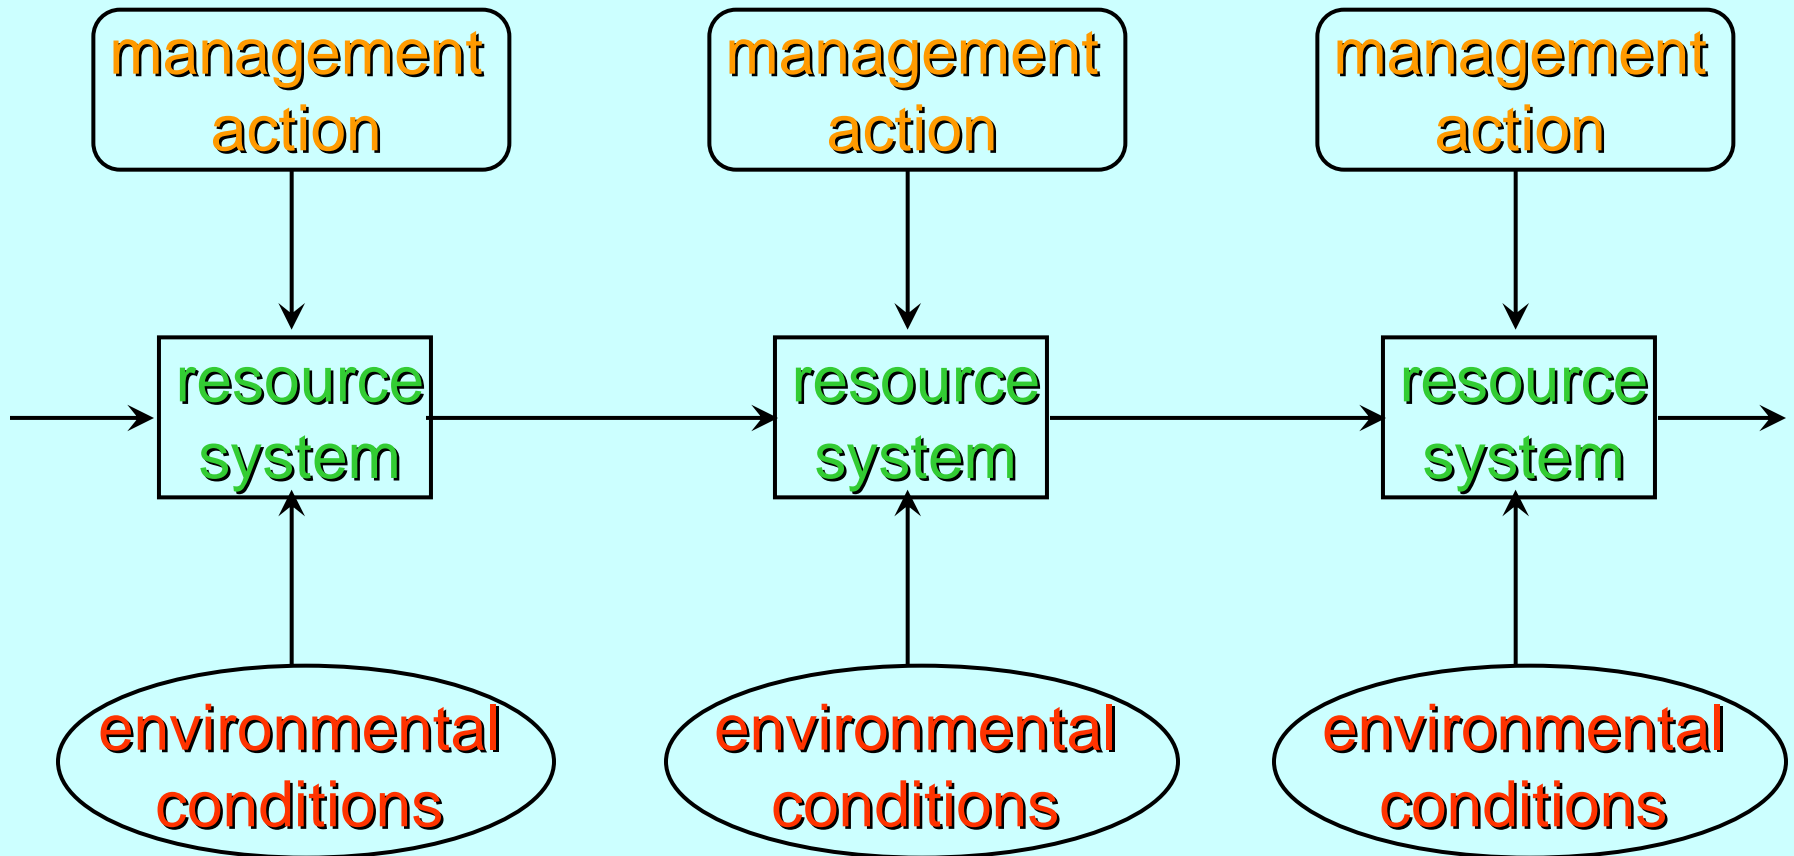 management
action
management
action
management
action
resource
system
resource
system
resource
system
environmental
conditions
environmental
conditions
environmental
conditions